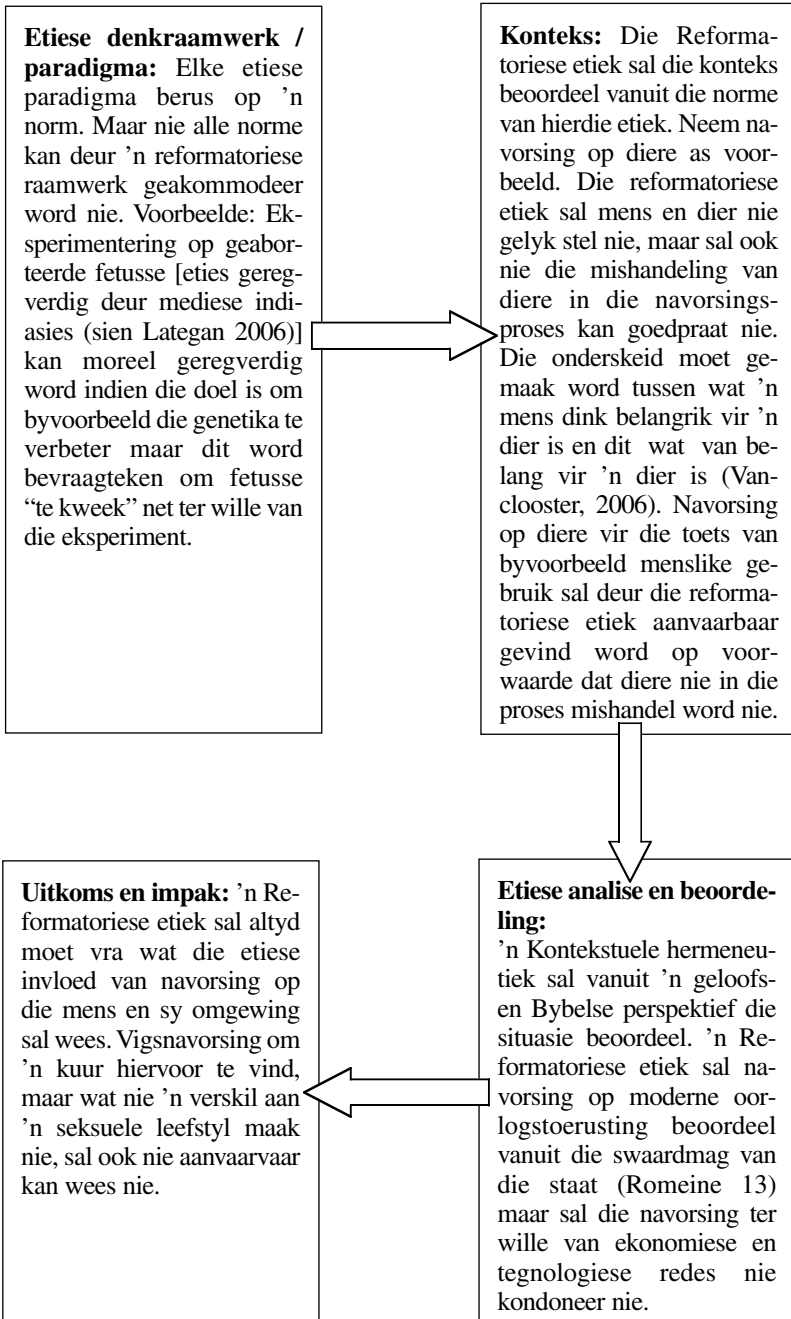 Etiese denkraamwerk /
paradigma: Elke etiese
paradigma berus op ’n
norm. Maar nie alle norme
kan deur ’n reformatoriese
raamwerk geakkommodeer
word nie. Voorbeelde: Ek-
sperimentering op geabor-
teerde fetusse [eties gereg-
verdig deur mediese indi-
asies (sien Lategan 2006)]
kan moreel geregverdig
word indien die doel is om
byvoorbeeld die genetika te
verbeter maar dit word
bevraagteken om fetusse
“te kweek” net ter wille van
die eksperiment.
Konteks: Die Reforma-
toriese etiek sal die konteks
beoordeel vanuit die norme
van hierdie etiek. Neem na-
vorsing op diere as voor-
beeld. Die reformatoriese
etiek sal mens en dier nie
gelyk stel nie, maar sal ook
nie die mishandeling van
diere in die navorsings-
proses kan goedpraat nie.
Die onderskeid moet ge-
maak word tussen wat ’n
mens dink belangrik vir ’n
dier is en dit wat van be-
lang vir ’n dier is (Van-
clooster, 2006). Navorsing
op diere vir die toets van
byvoorbeeld menslike ge-
bruik sal deur die reforma-
toriese etiek aanvaarbaar
gevind word op voor-
waarde dat diere nie in die
proses mishandel word nie.
Etiese analise en beoorde-
ling:
’n Kontekstuele hermeneu-
tiek sal vanuit ’n geloofs-
en Bybelse perspektief die
situasie beoordeel. ’n Re-
formatoriese etiek sal na-
vorsing op moderne oor-
logstoerusting beoordeel
vanuit die swaardmag van
die staat (Romeine 13)
maar sal die navorsing ter
wille van ekonomiese en
tegnologiese redes nie
kondoneer nie.
Uitkoms en impak: ’n Re-
formatoriese etiek sal altyd
moet vra wat die etiese
invloed van navorsing op
die mens en sy omgewing
sal wees. Vigsnavorsing om
’n kuur hiervoor te vind,
maar wat nie ’n verskil aan
’n seksuele leefstyl maak
nie, sal ook nie aanvaarvaar
kan wees nie.